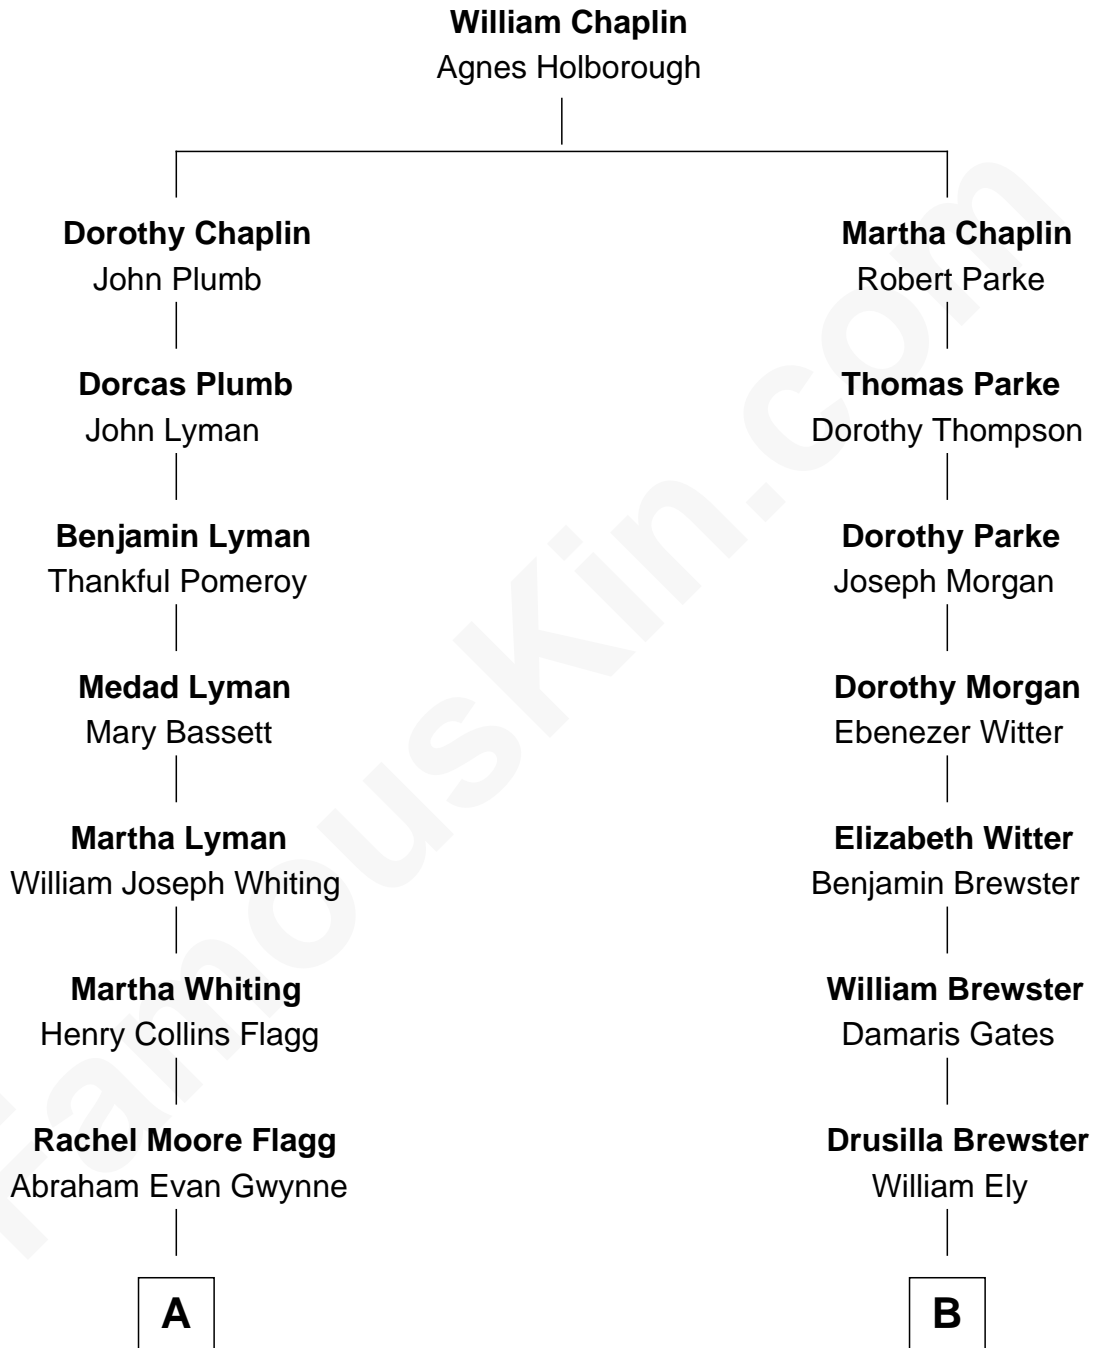 William Chaplin
Agnes Holborough
Dorothy Chaplin
John Plumb
Martha Chaplin
Robert Parke
Dorcas Plumb
John Lyman
Thomas Parke
Dorothy Thompson
Benjamin Lyman
Thankful Pomeroy
Dorothy Parke
Joseph Morgan
Medad Lyman
Mary Bassett
Dorothy Morgan
Ebenezer Witter
Martha Lyman
William Joseph Whiting
Elizabeth Witter
Benjamin Brewster
Martha Whiting
Henry Collins Flagg
William Brewster
Damaris Gates
Rachel Moore Flagg
Abraham Evan Gwynne
Drusilla Brewster
William Ely
A
B
FamousKin.com